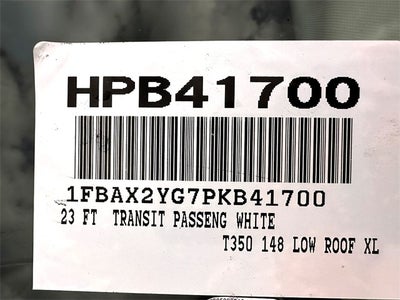 HPB41700
1FBAX2YG7PKB41700
23 FT TRANSIT PASSENG WHITE
T350 148 LOW ROOF XL